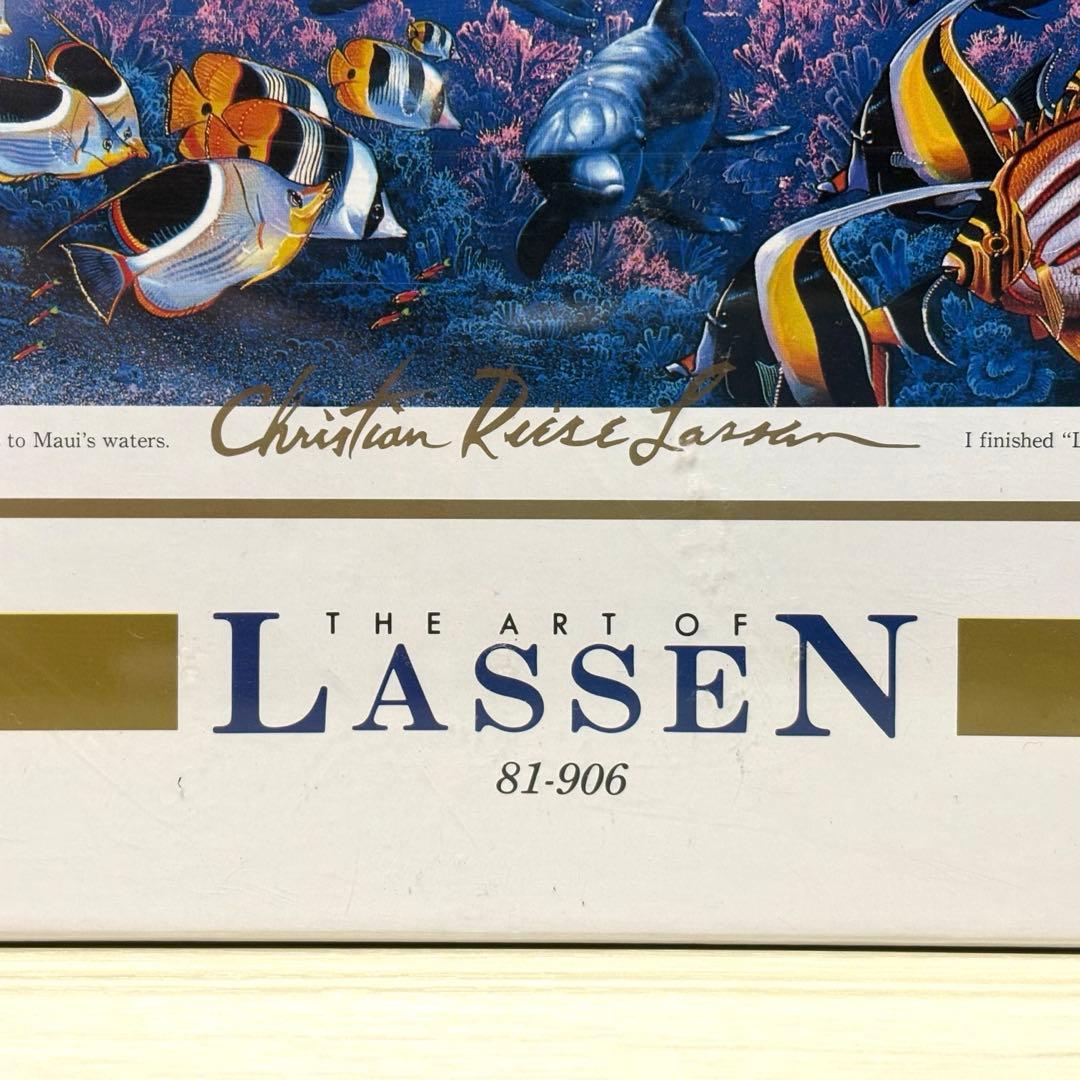 to Maui's waters.
Christian Riese Lassen
I finished "L
THE ART OF
LASSEN
81-906